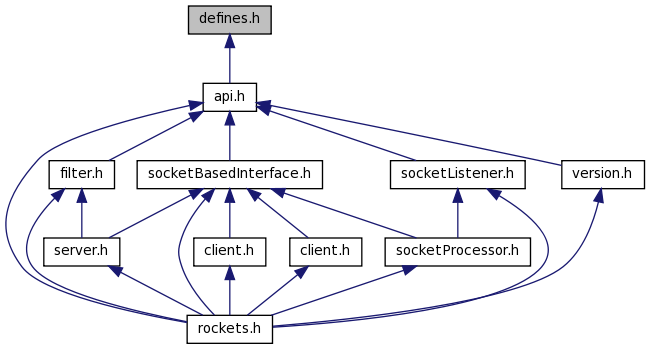 defines.h
api.h
filter.h
socketBasedInterface.h
socketListener.h
version.h
server.h
client.h
client.h
socketProcessor.h
rockets.h